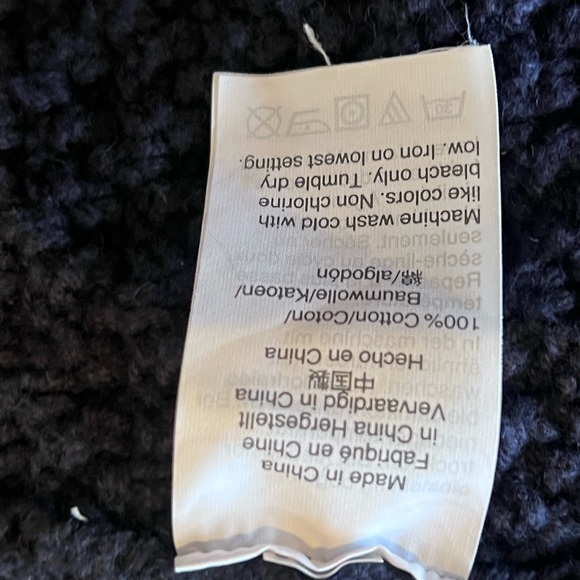 Made in China
Fabriqué en Chine
in China Hergestellt
Vervaardigd in China
中国製
Hecho en China
100% Cotton/Coton/
Baumwolle/Katoen/
綿/algodón
Machine wash cold with
like colors. Non chlorine
bleach only. Tumble dry
low. Iron on lowest setting.
30